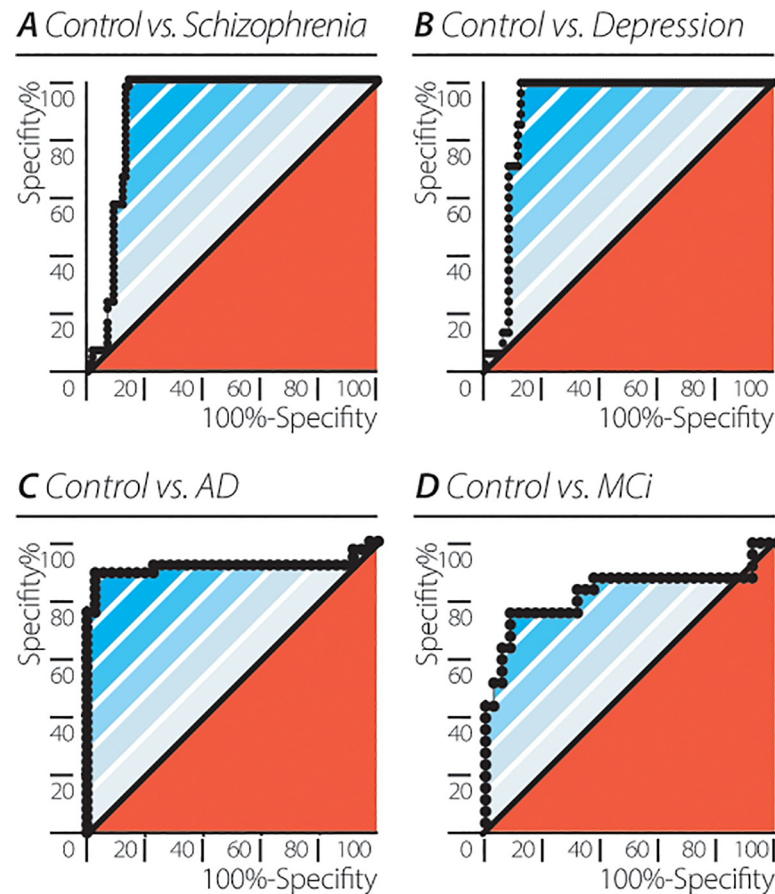 A Control vs. Schizophrenia
Specifity%
100
80
60
40
20
0 20 40 60 80 100
100%-Specifity
B Control vs. Depression
Specifity%
100
80
60
40
20
0 20 40 60 80 100
100%-Specifity
C Control vs. AD
Specifity%
100
80
60
40
20
0 20 40 60 80 100
100%-Specifity
D Control vs. MCi
Specifity%
100
80
60
40
20
0 20 40 60 80 100
100%-Specifity